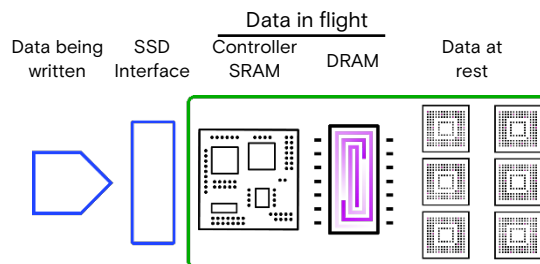 Data in flight
Data being
written
SSD
Interface
Controller
SRAM
DRAM
Data at
rest